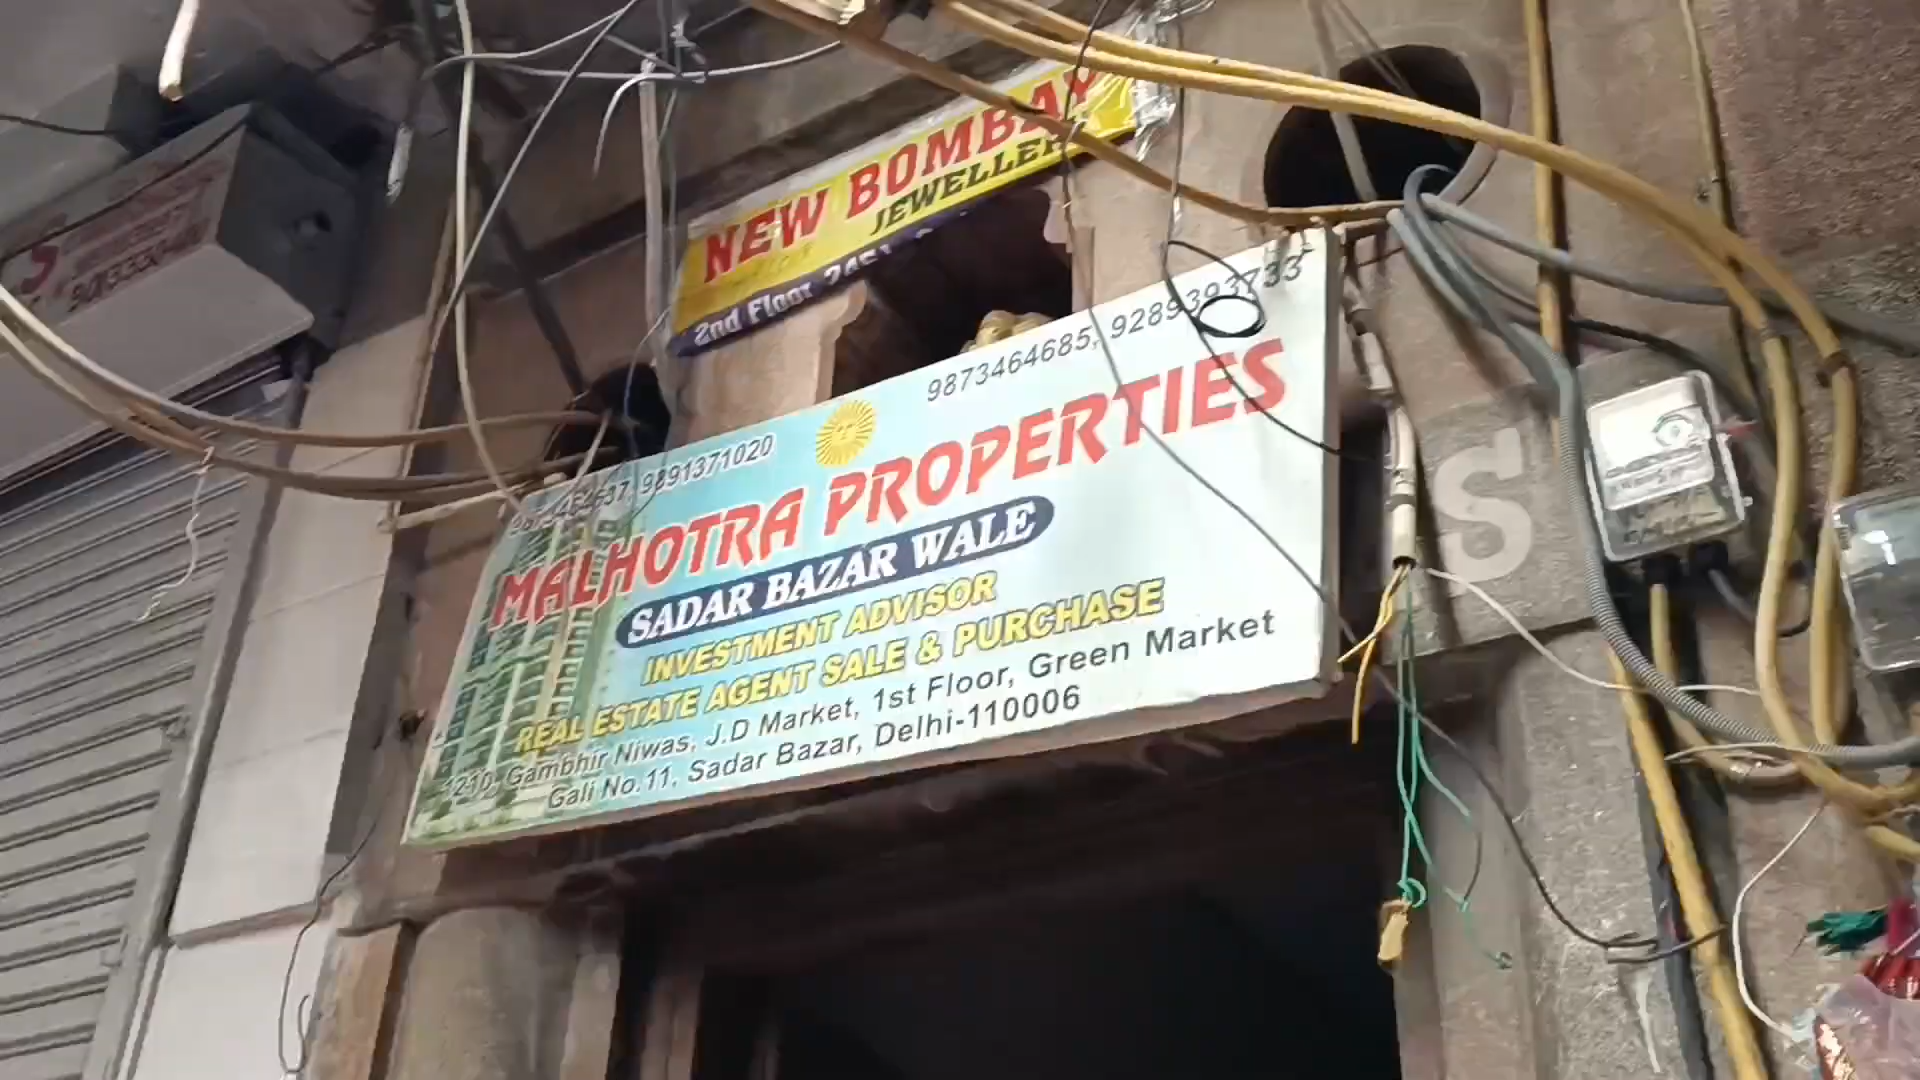 NEW BOMBAY
JEWELLER
2nd Floor
9873464685, 9289393733
9891371020
MALHOTRA PROPERTIES
SADAR BAZAR WALE
INVESTMENT ADVISOR
REAL ESTATE AGENT SALE & PURCHASE
1210, Gambhir Niwas, J.D Market, 1st Floor, Green Market
Gali No.11, Sadar Bazar, Delhi-110006
S